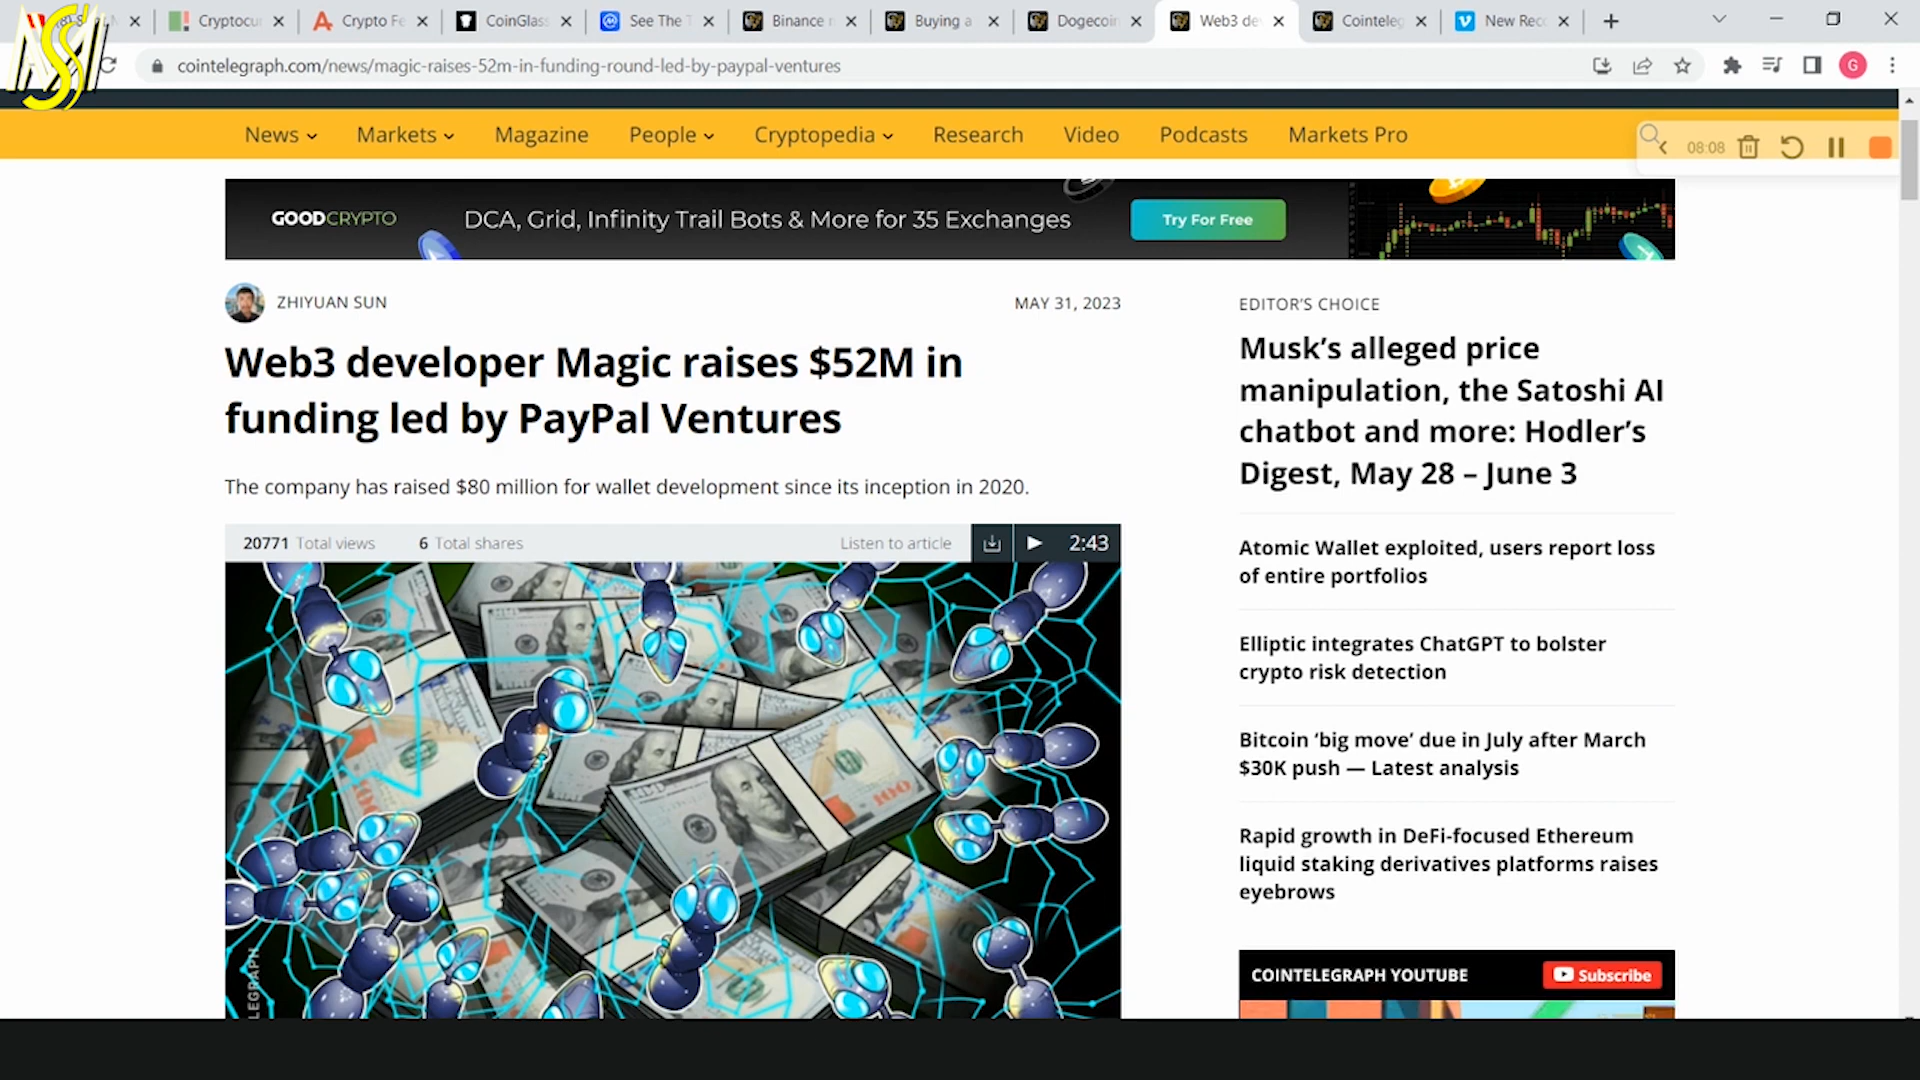 Cryptocur
Crypto Fe
CoinGlass
See The T
Binance n
Buying a
Dogecoin
Web3 de
Cointeleg
New Rec
cointelegraph.com/news/magic-raises-52m-in-funding-round-led-by-paypal-ventures
G
News
Markets
Magazine
People
Cryptopedia
Research
Video
Podcasts
Markets Pro
08:08
GOODCRYPTO
DCA, Grid, Infinity Trail Bots & More for 35 Exchanges
Try For Free
ZHIYUAN SUN
MAY 31, 2023
Web3 developer Magic raises $52M in
funding led by PayPal Ventures
The company has raised $80 million for wallet development since its inception in 2020.
20771 Total views
6 Total shares
Listen to article
2:43
EDITOR'S CHOICE
Musk’s alleged price
manipulation, the Satoshi AI
chatbot and more: Hodler’s
Digest, May 28 – June 3
Atomic Wallet exploited, users report loss
of entire portfolios
Elliptic integrates ChatGPT to bolster
crypto risk detection
Bitcoin ‘big move’ due in July after March
$30K push — Latest analysis
Rapid growth in DeFi-focused Ethereum
liquid staking derivatives platforms raises
eyebrows
COINTELEGRAPH YOUTUBE
Subscribe
LEGRAPH
100
100